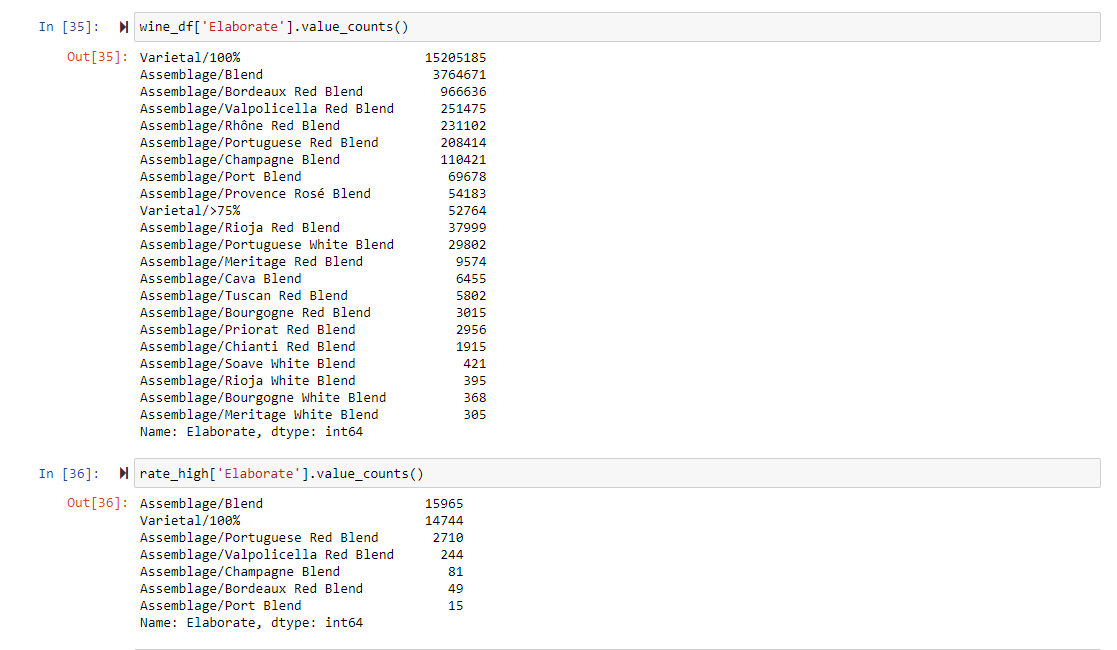 In [35]: wine_df['Elaborate'].value_counts()
Out[35]: Varietal/100% 15205185
Assemblage/Blend 3764671
Assemblage/Bordeaux Red Blend 966636
Assemblage/Valpolicella Red Blend 251475
Assemblage/Rhône Red Blend 231102
Assemblage/Portuguese Red Blend 208414
Assemblage/Champagne Blend 110421
Assemblage/Port Blend 69678
Assemblage/Provence Rosé Blend 54183
Varietal/>75% 52764
Assemblage/Rioja Red Blend 37999
Assemblage/Portuguese White Blend 29802
Assemblage/Meritage Red Blend 9574
Assemblage/Cava Blend 6455
Assemblage/Tuscan Red Blend 5802
Assemblage/Bourgogne Red Blend 3015
Assemblage/Priorat Red Blend 2956
Assemblage/Chianti Red Blend 1915
Assemblage/Soave White Blend 421
Assemblage/Rioja White Blend 395
Assemblage/Bourgogne White Blend 368
Assemblage/Meritage White Blend 305
Name: Elaborate, dtype: int64
In [36]: rate_high['Elaborate'].value_counts()
Out[36]: Assemblage/Blend 15965
Varietal/100% 14744
Assemblage/Portuguese Red Blend 2710
Assemblage/Valpolicella Red Blend 244
Assemblage/Champagne Blend 81
Assemblage/Bordeaux Red Blend 49
Assemblage/Port Blend 15
Name: Elaborate, dtype: int64